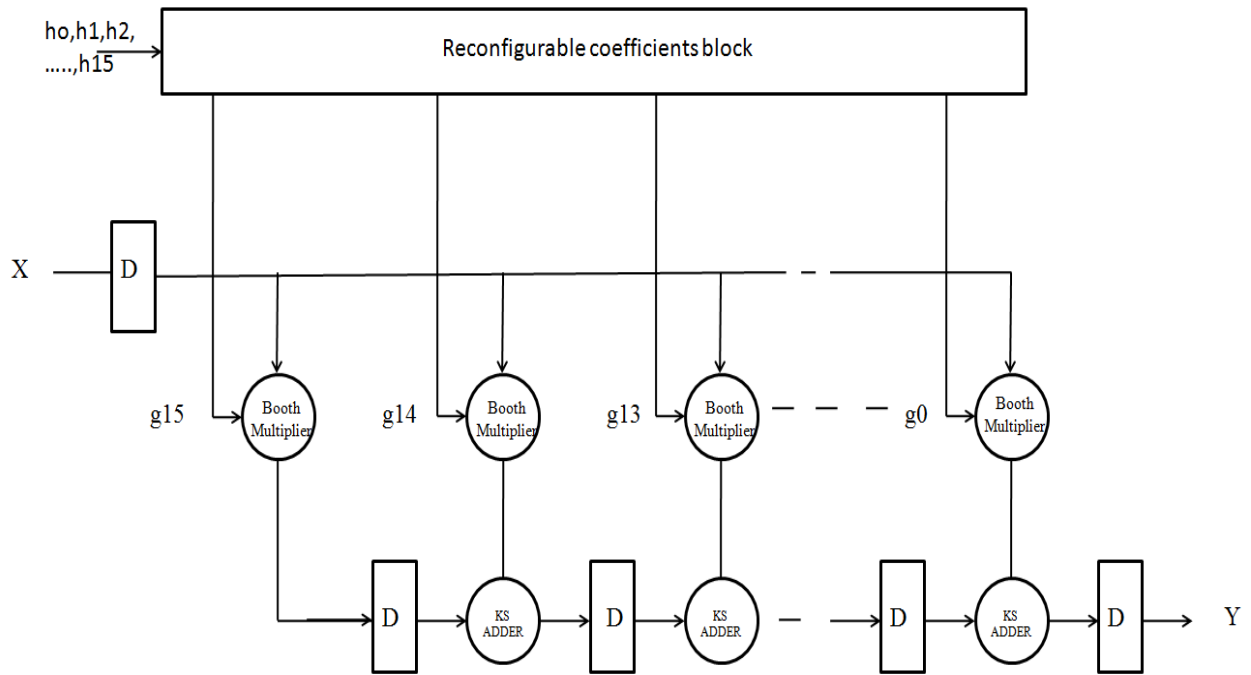 ho,h1,h2,
.....,h15
Reconfigurable coefficients block
X
D
g15
Booth
Multiplier
g14
Booth
Multiplier
g13
Booth
Multiplier
g0
Booth
Multiplier
D
KS
ADDER
D
KS
ADDER
D
KS
ADDER
D
Y